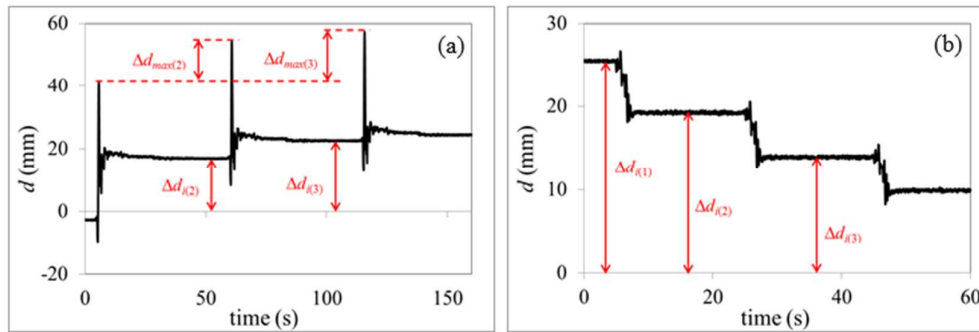 60
40
20
0
-20
d (mm)
0
50
100
150
time (s)
(a)
Δdmax(2)
Δdmax(3)
Δdi(2)
Δdi(3)
30
20
10
0
d (mm)
0
20
40
60
time (s)
(b)
Δdi(1)
Δdi(2)
Δdi(3)